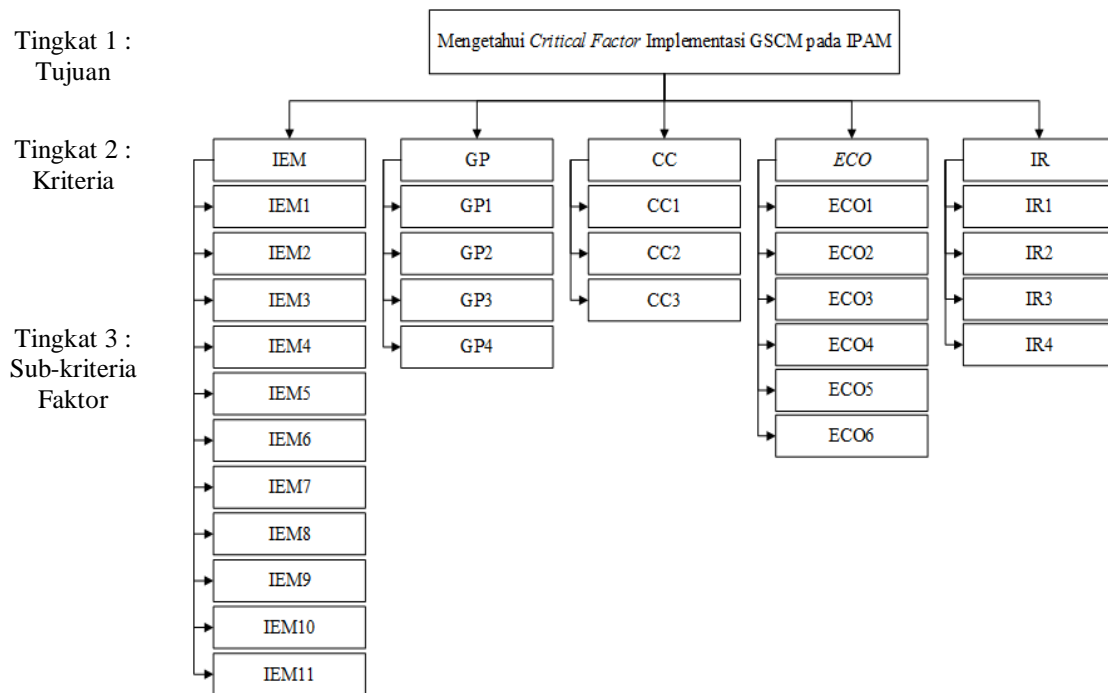 Tingkat 1 :
Tujuan
Mengetahui Critical Factor Implementasi GSCM pada IPAM
Tingkat 2 :
Kriteria
IEM
GP
CC
ECO
IR
Tingkat 3 :
Sub-kriteria
Faktor
IEM1
IEM2
IEM3
IEM4
IEM5
IEM6
IEM7
IEM8
IEM9
IEM10
IEM11
GP1
GP2
GP3
GP4
CC1
CC2
CC3
ECO1
ECO2
ECO3
ECO4
ECO5
ECO6
IR1
IR2
IR3
IR4